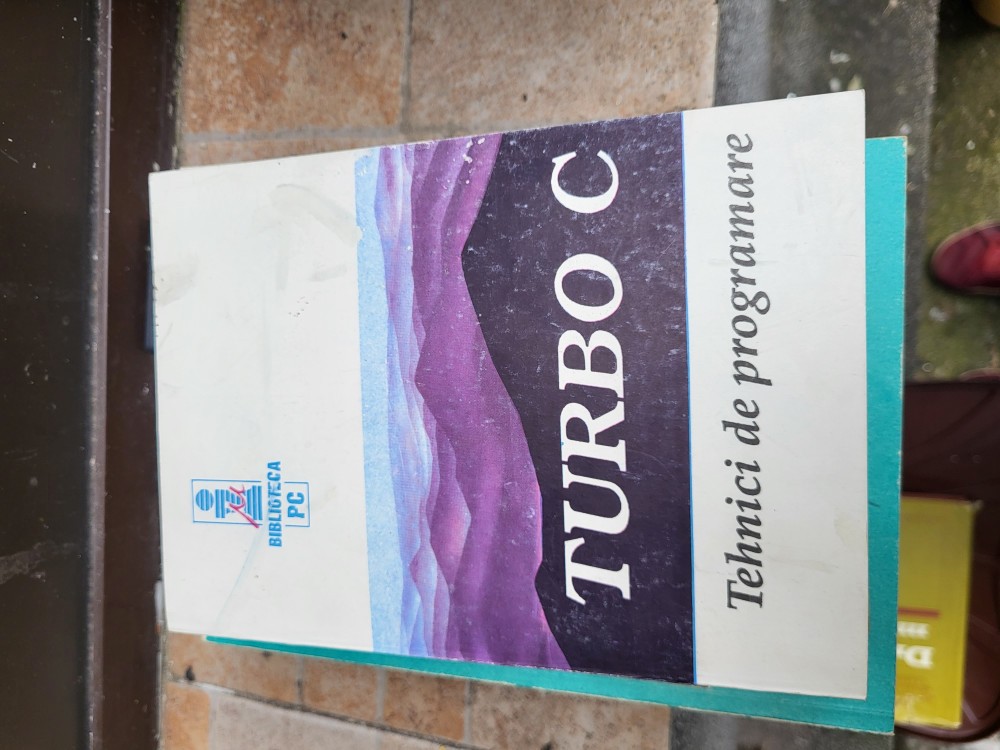 BIBLIOTECA
PC
TURBO C
Tehnici de programare